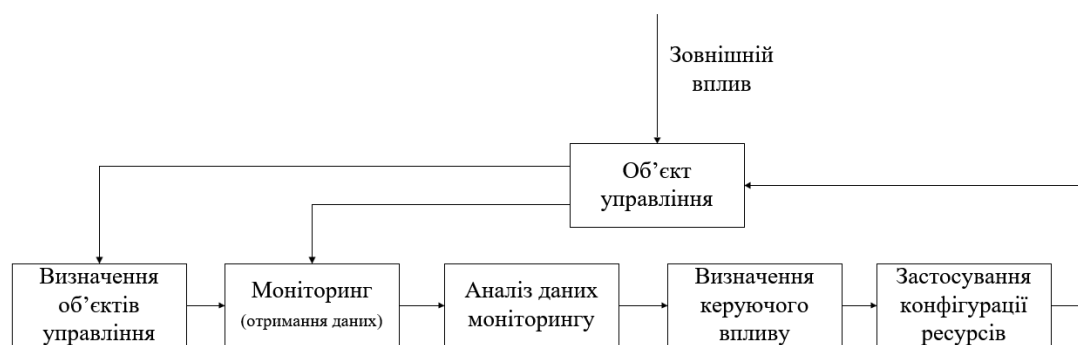 Зовнішній
вплив
Об’єкт
управління
Визначення
об’єктів
управління
Моніторинг
(отримання даних)
Аналіз даних
моніторингу
Визначення
керуючого
впливу
Застосування
конфігурації
ресурсів